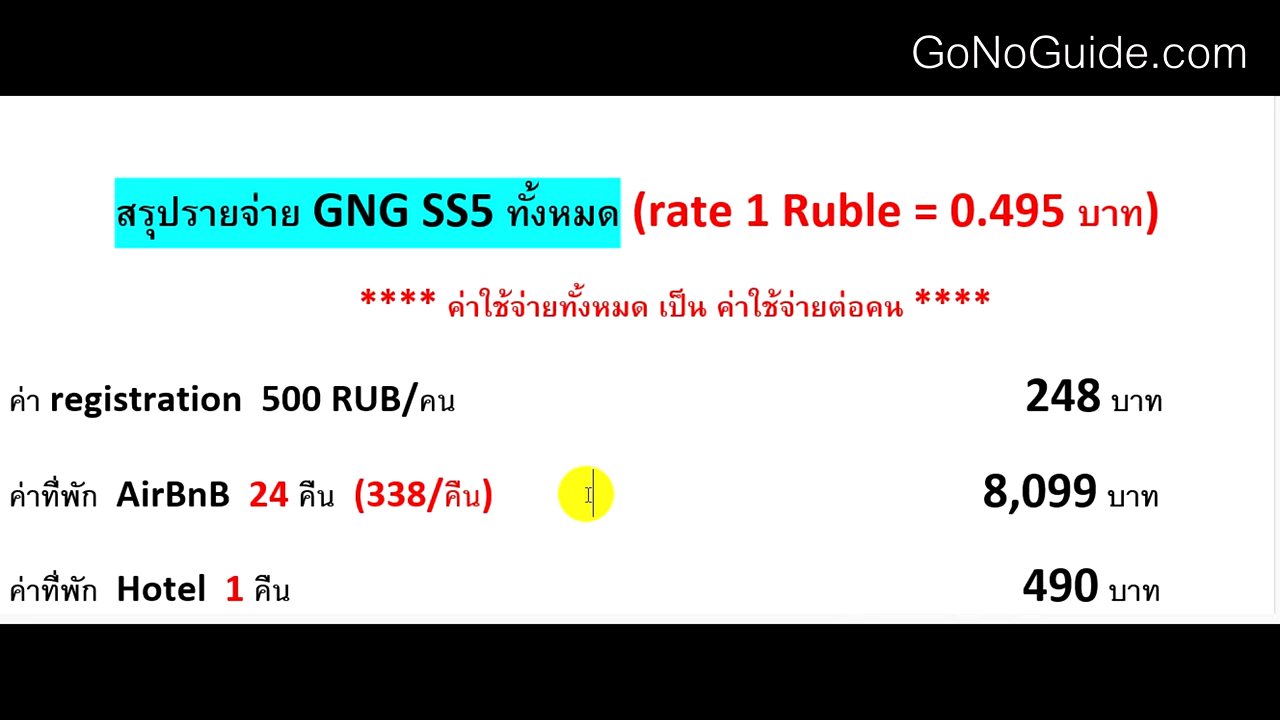 GoNoGuide.com
สรุปรายจ่าย GNG SS5 ทั้งหมด (rate 1 Ruble = 0.495 บาท)
**** ค่าใช้จ่ายทั้งหมด เป็น ค่าใช้จ่ายต่อคน ****
ค่า registration 500 RUB/คน 248 บาท
ค่าที่พัก AirBnB 24 คืน (338/คืน) 8,099 บาท
ค่าที่พัก Hotel 1 คืน 490 บาท